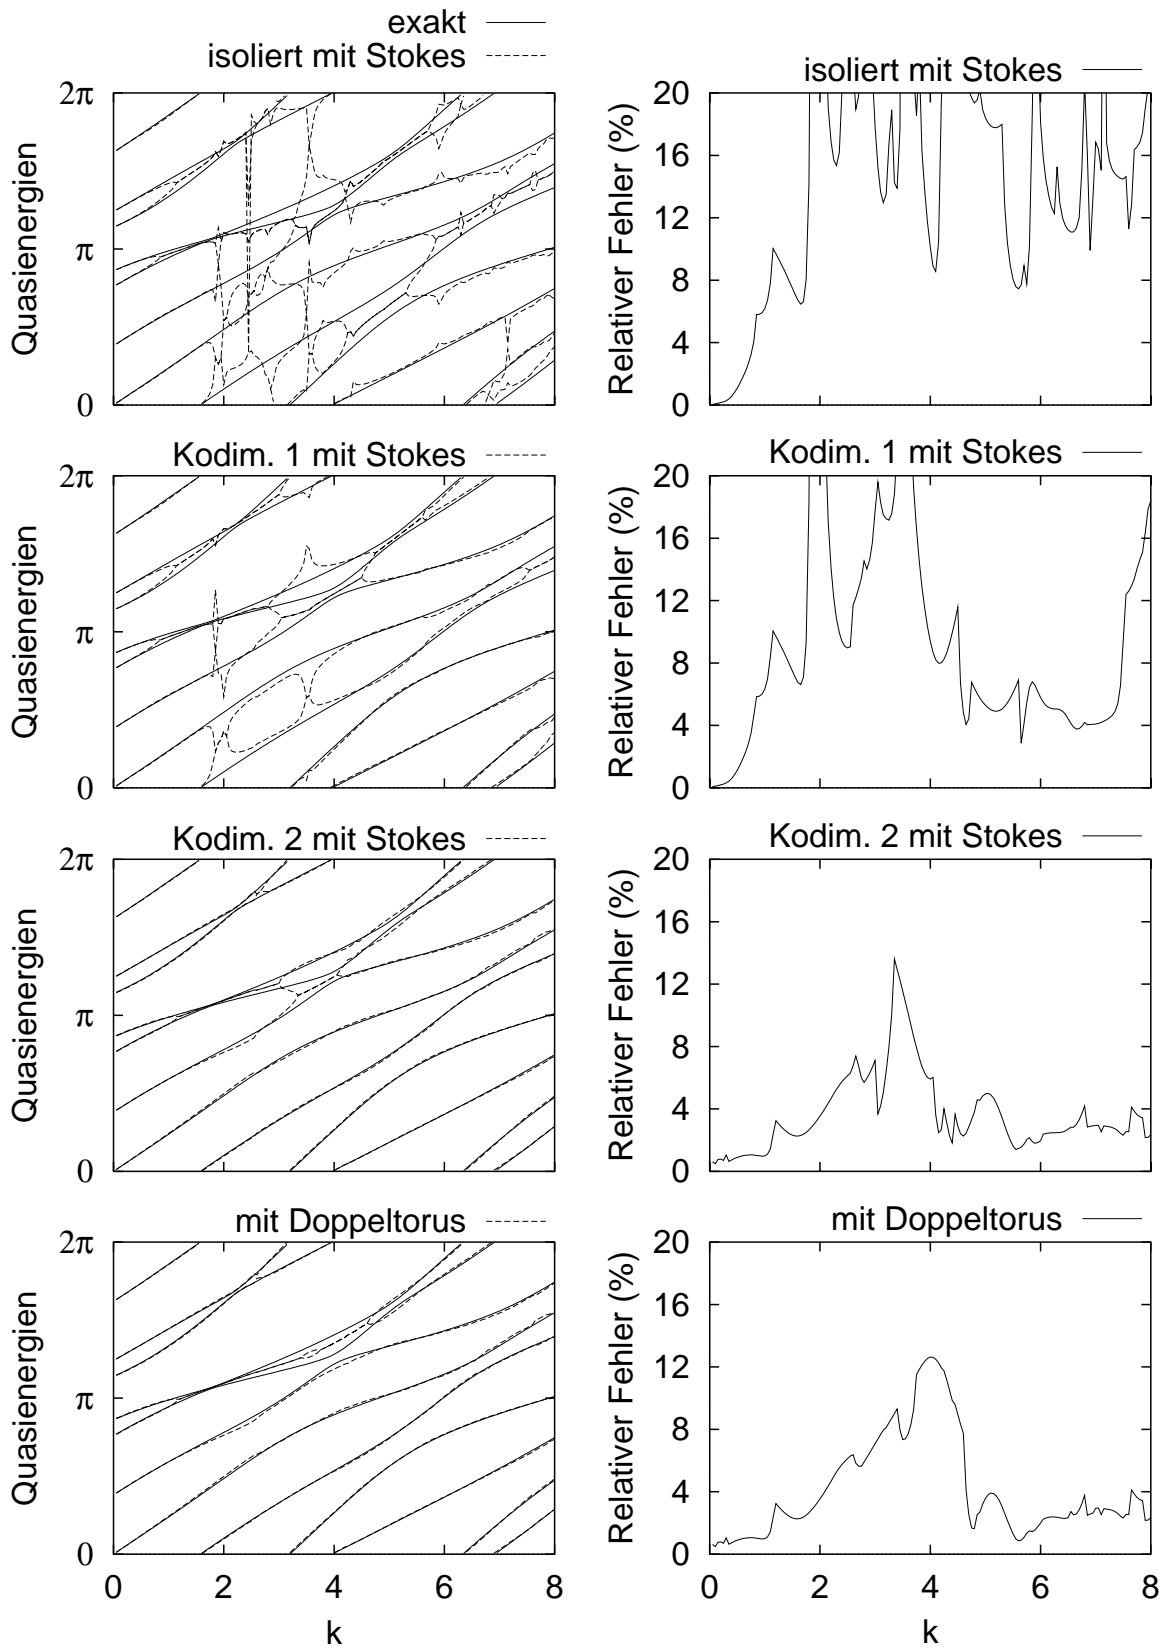 exakt
isoliert mit Stokes
2π
π
0
Quasienergien
isoliert mit Stokes
20
16
12
8
4
0
Relativer Fehler (%)
Kodim. 1 mit Stokes
2π
π
0
Quasienergien
Kodim. 1 mit Stokes
20
16
12
8
4
0
Relativer Fehler (%)
Kodim. 2 mit Stokes
2π
π
0
Quasienergien
Kodim. 2 mit Stokes
20
16
12
8
4
0
Relativer Fehler (%)
mit Doppeltorus
2π
π
0
Quasienergien
0 2 4 6 8
k
mit Doppeltorus
20
16
12
8
4
0
Relativer Fehler (%)
0 2 4 6 8
k